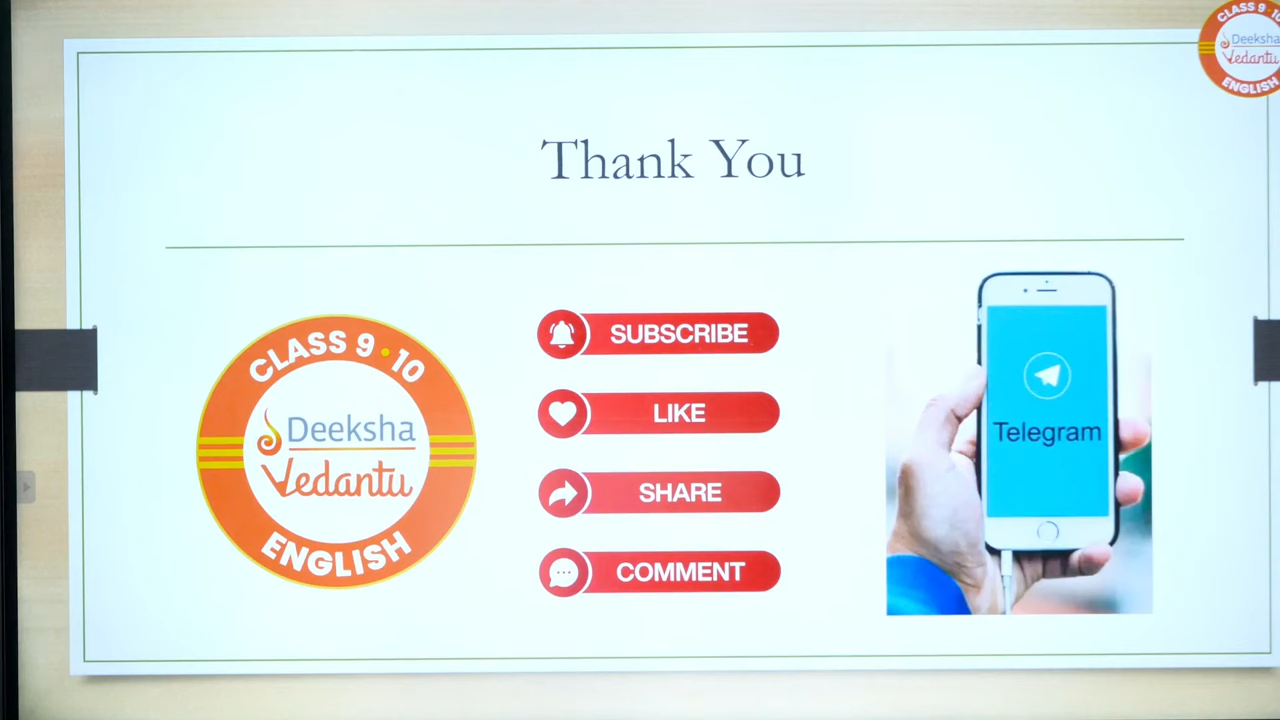 CLASS 9 · 10
Deeksha
Vedantu
ENGLISH
Thank You
CLASS 9 · 10
Deeksha
Vedantu
ENGLISH
SUBSCRIBE
LIKE
SHARE
COMMENT
Telegram